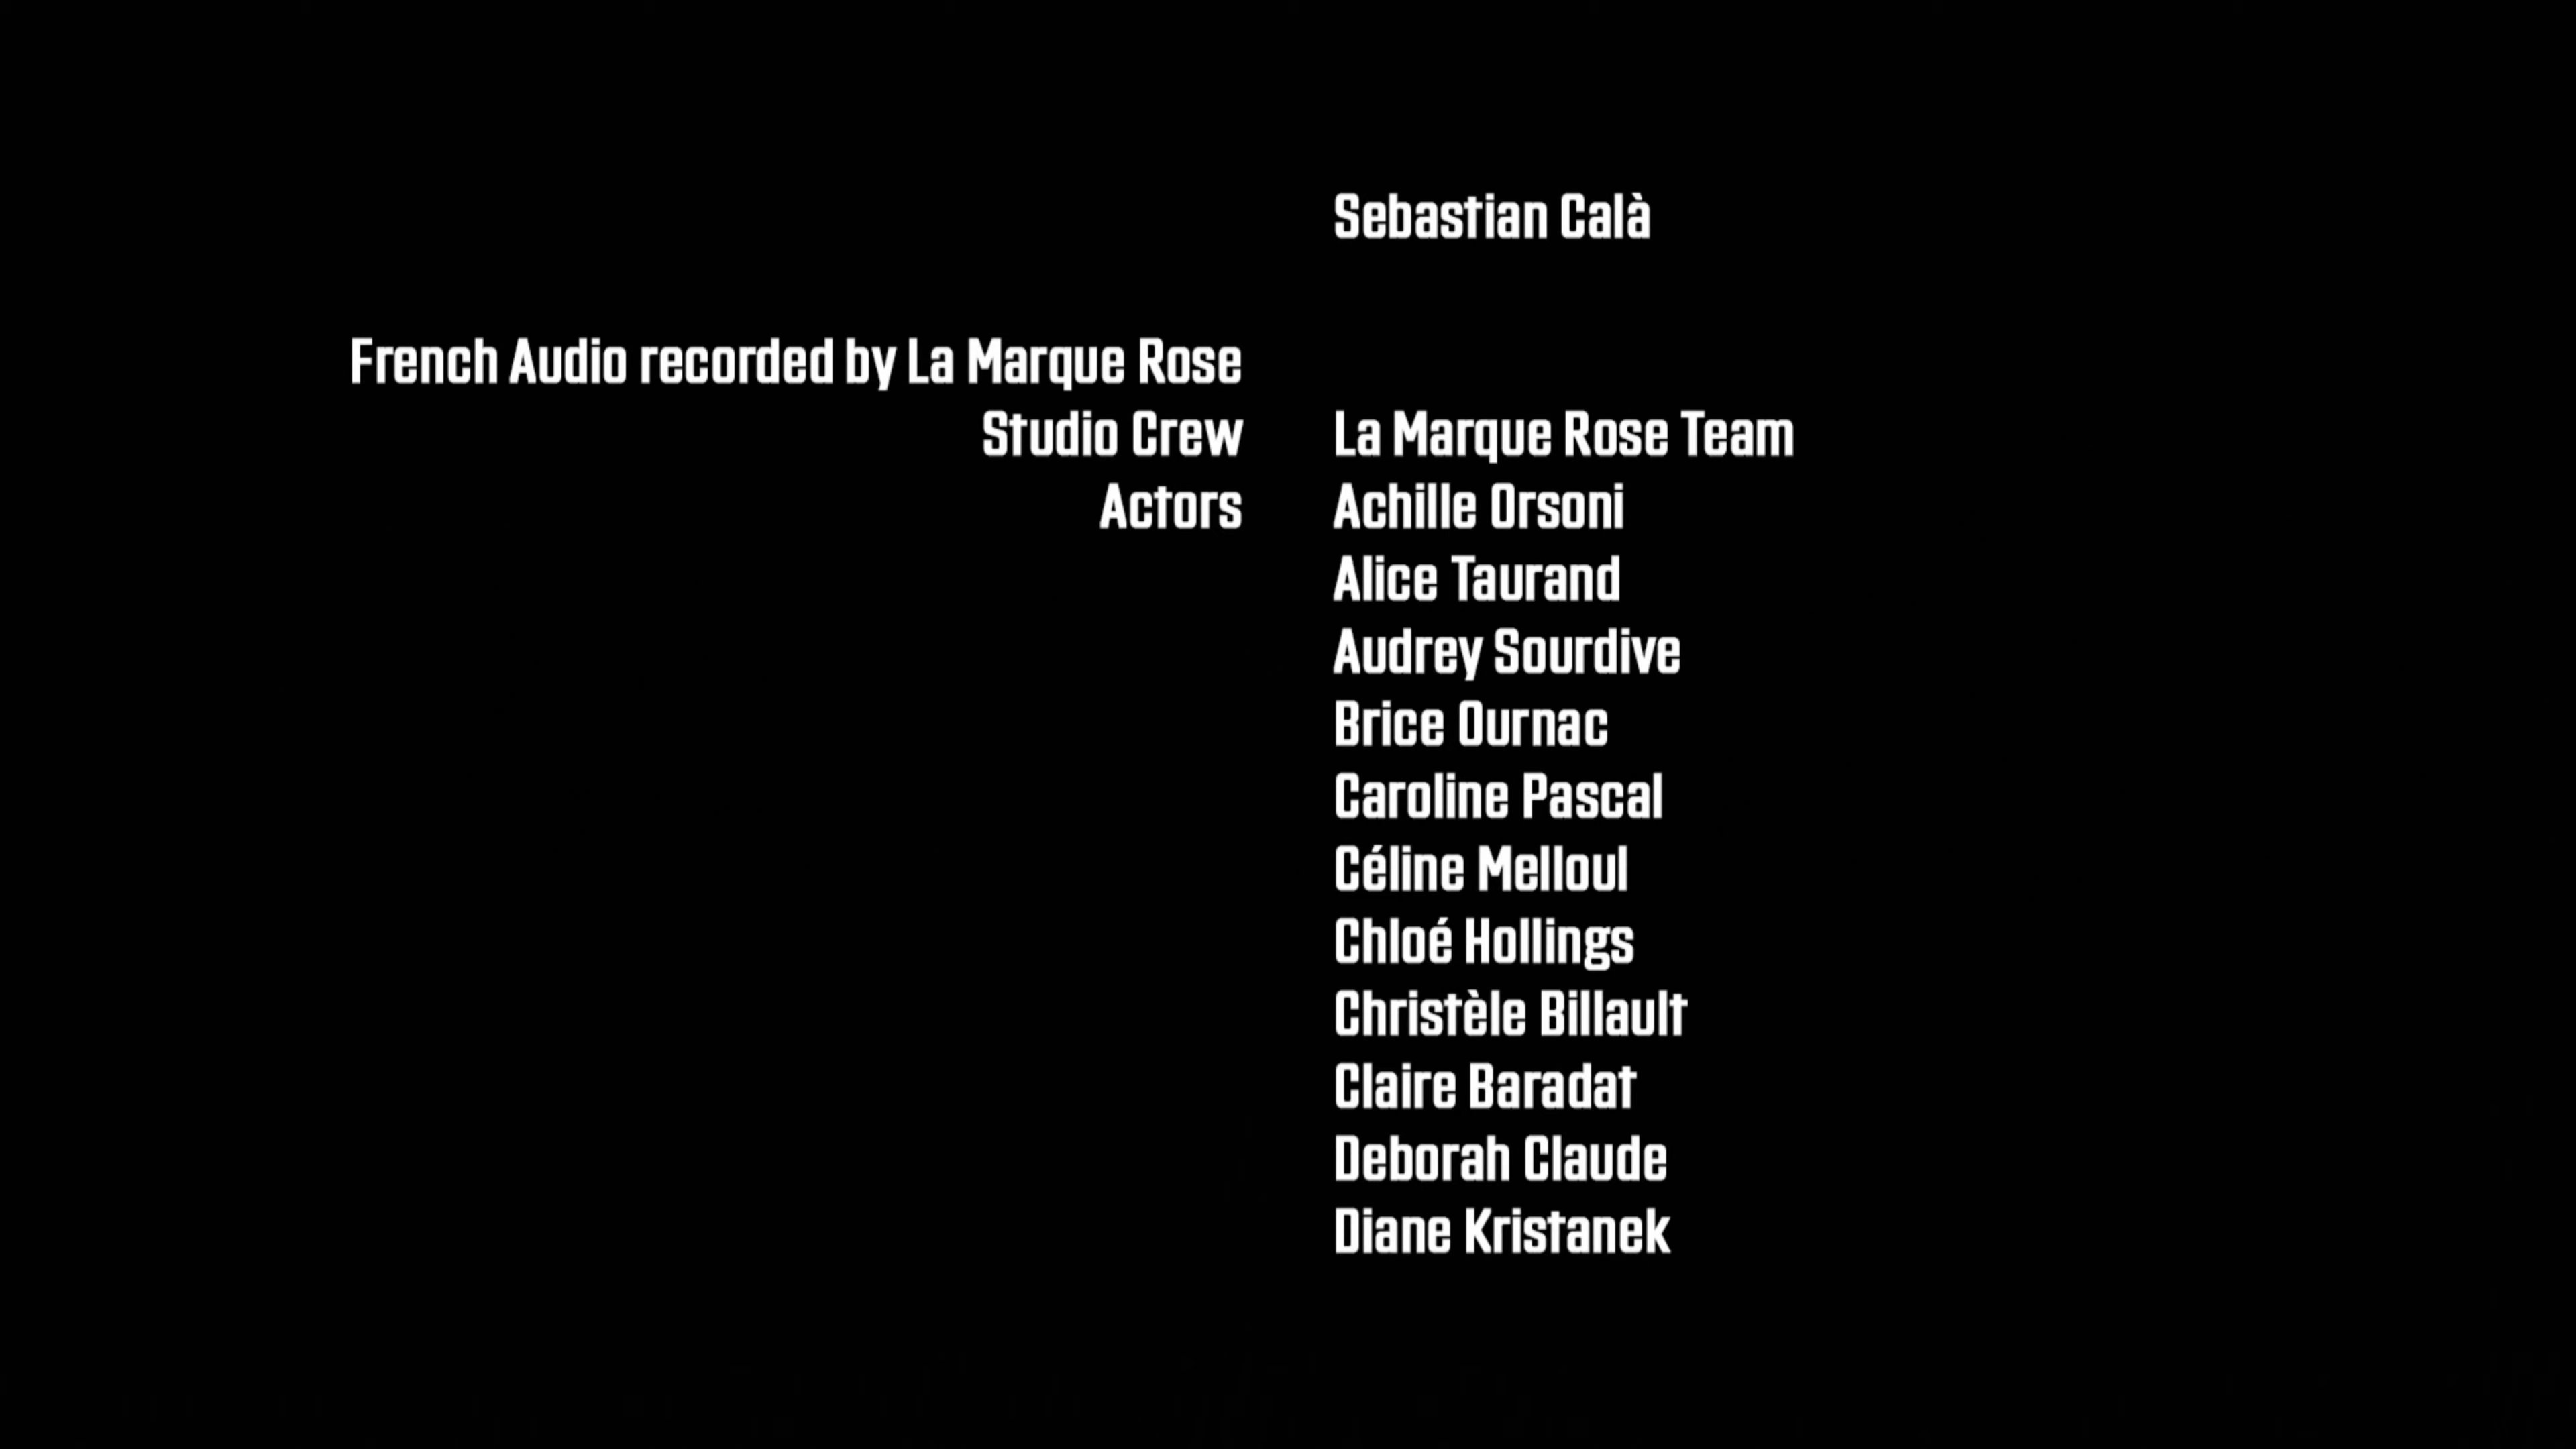 Sebastian Calà
French Audio recorded by La Marque Rose
Studio Crew La Marque Rose Team
Actors Achille Orsoni
Alice Taurand
Audrey Sourdive
Brice Ournac
Caroline Pascal
Céline Melloul
Chloé Hollings
Christèle Billault
Claire Baradat
Deborah Claude
Diane Kristanek